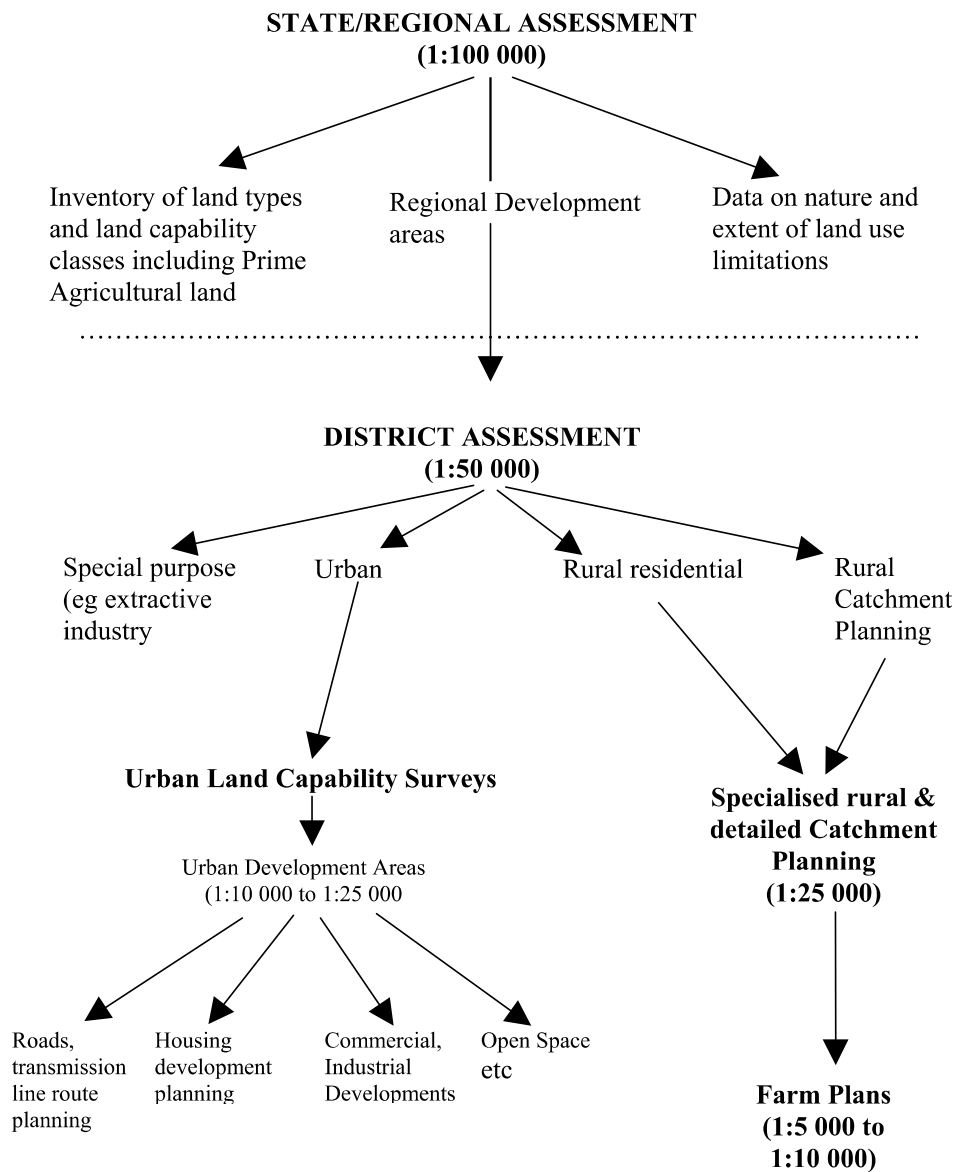 STATE/REGIONAL ASSESSMENT
(1:100 000)
Inventory of land types
and land capability
classes including Prime
Agricultural land
Regional Development
areas
Data on nature and
extent of land use
limitations
DISTRICT ASSESSMENT
(1:50 000)
Special purpose
(eg extractive
industry
Urban
Rural residential
Rural
Catchment
Planning
Urban Land Capability Surveys
Specialised rural &
detailed Catchment
Planning
(1:25 000)
Urban Development Areas
(1:10 000 to 1:25 000
Roads,
transmission
line route
planning
Housing
development
planning
Commercial,
Industrial
Developments
Open Space
etc
Farm Plans
(1:5 000 to
1:10 000)